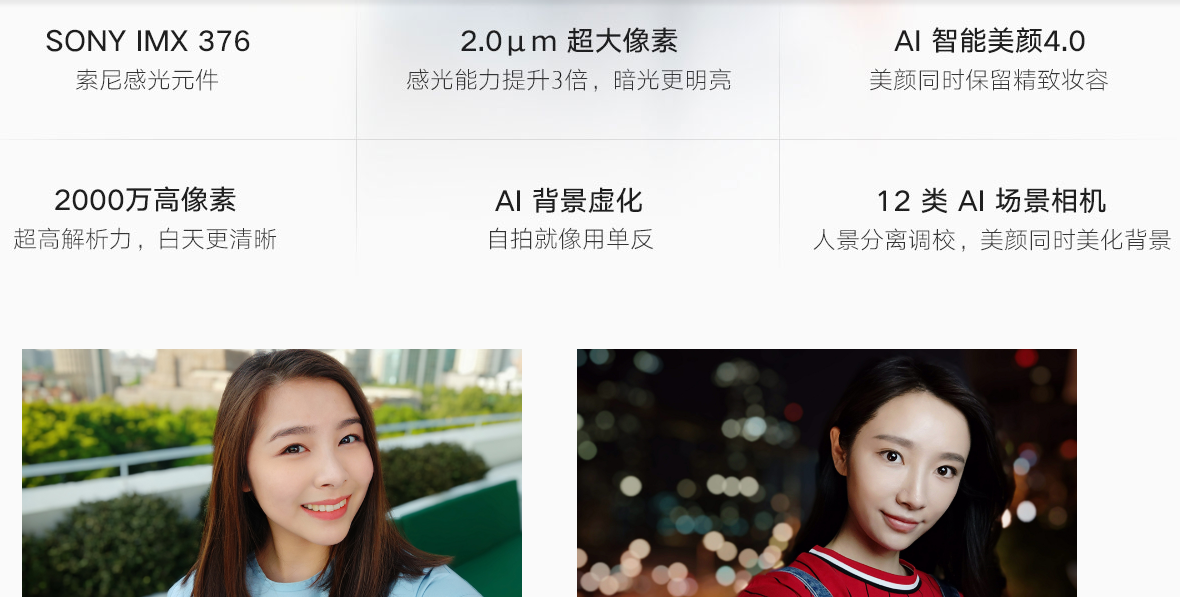 SONY IMX 376
索尼感光元件
2.0μm 超大像素
感光能力提升3倍，暗光更明亮
AI 智能美颜4.0
美颜同时保留精致妆容
2000万高像素
超高解析力，白天更清晰
AI 背景虚化
自拍就像用单反
12 类 AI 场景相机
人景分离调校，美颜同时美化背景